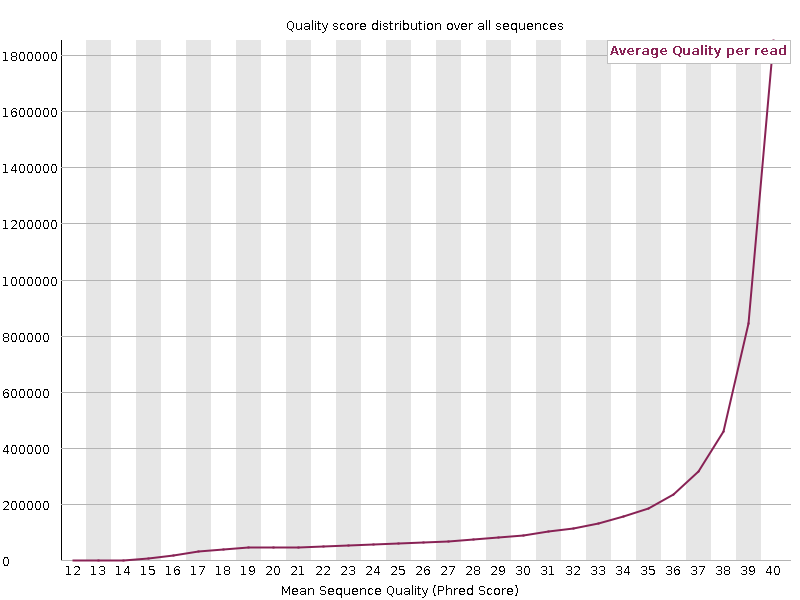 Quality score distribution over all sequences
Average Quality per read
1800000
1600000
1400000
1200000
1000000
800000
600000
400000
200000
0
12 13 14 15 16 17 18 19 20 21 22 23 24 25 26 27 28 29 30 31 32 33 34 35 36 37 38 39 40
Mean Sequence Quality (Phred Score)